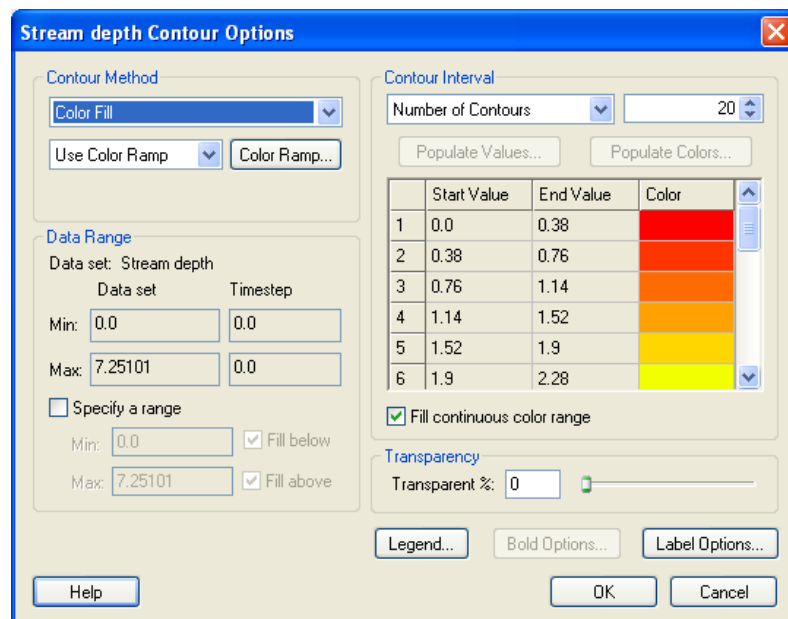 Stream depth Contour Options
Contour Method
Color Fill
Use Color Ramp Color Ramp...
Data Range
Data set: Stream depth
Data set Timestep
Min: 0.0 0.0
Max: 7.25101 0.0
Specify a range
Min: 0.0 Fill below
Max: 7.25101 Fill above
Contour Interval
Number of Contours 20
Populate Values... Populate Colors...
Start Value End Value Color
1 0.0 0.38
2 0.38 0.76
3 0.76 1.14
4 1.14 1.52
5 1.52 1.9
6 1.9 2.28
Fill continuous color range
Transparency
Transparent %: 0
Legend... Bold Options... Label Options...
Help OK Cancel